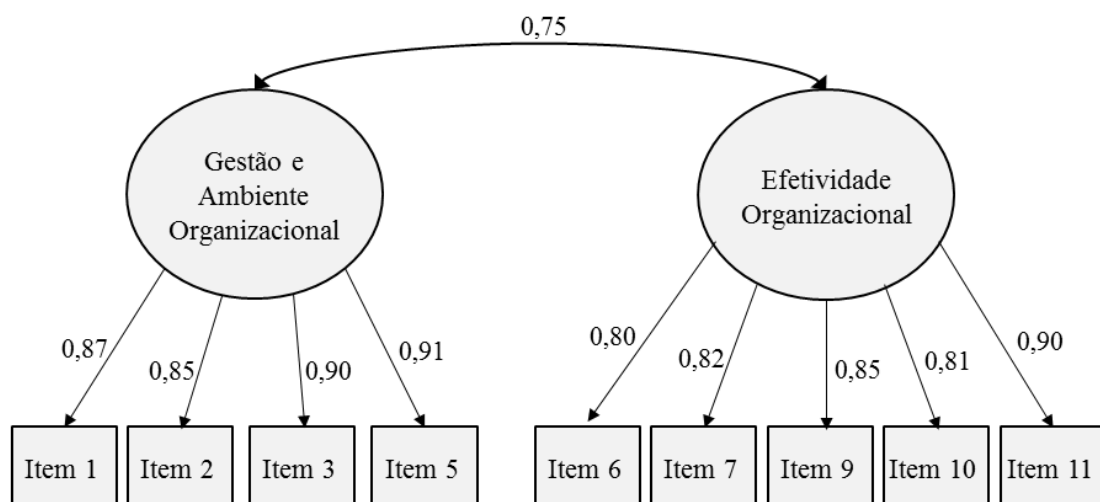 0,75
Gestão e
Ambiente
Organizacional
Efetividade
Organizacional
0,87
0,85
0,90
0,91
0,80
0,82
0,85
0,81
0,90
Item 1
Item 2
Item 3
Item 5
Item 6
Item 7
Item 9
Item 10
Item 11